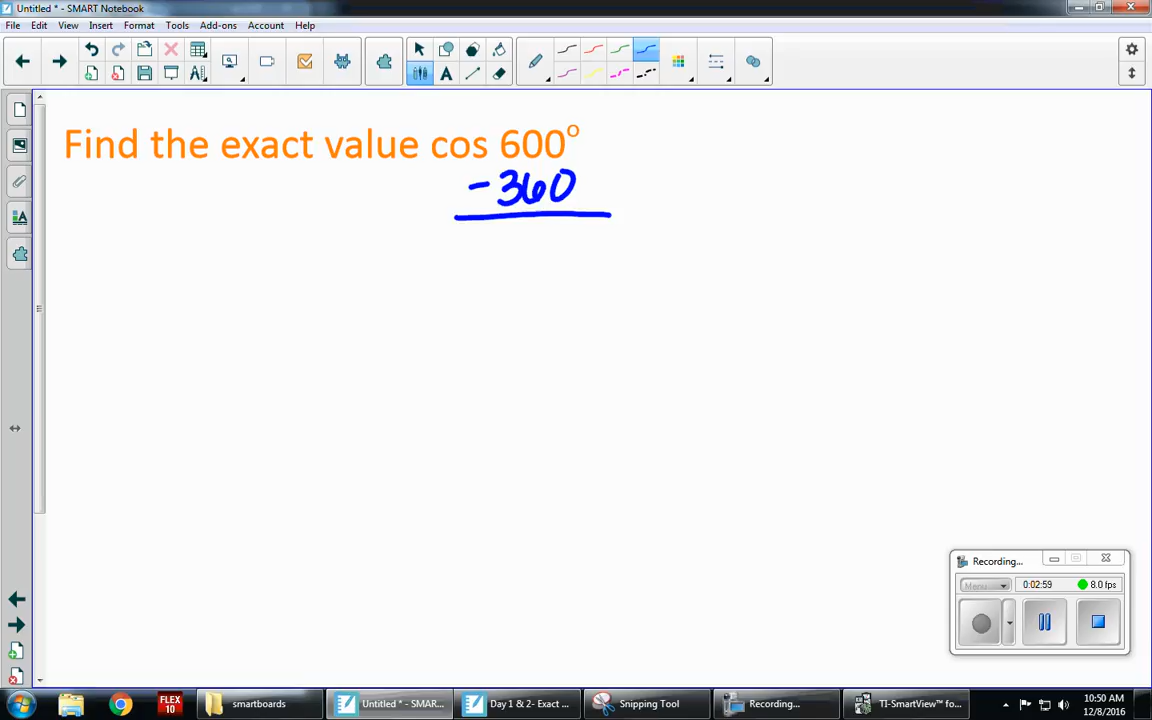 Untitled * - SMART Notebook
File Edit View Insert Format Tools Add-ons Account Help
Find the exact value cos 600°
-360
Recording...
Menu 0:02:59 8.0 fps
smartboards Untitled * - SMAR... Day 1 & 2- Exact ... Snipping Tool Recording... TI-SmartView™ fo... 10:50 AM
12/8/2016
FLEX
10